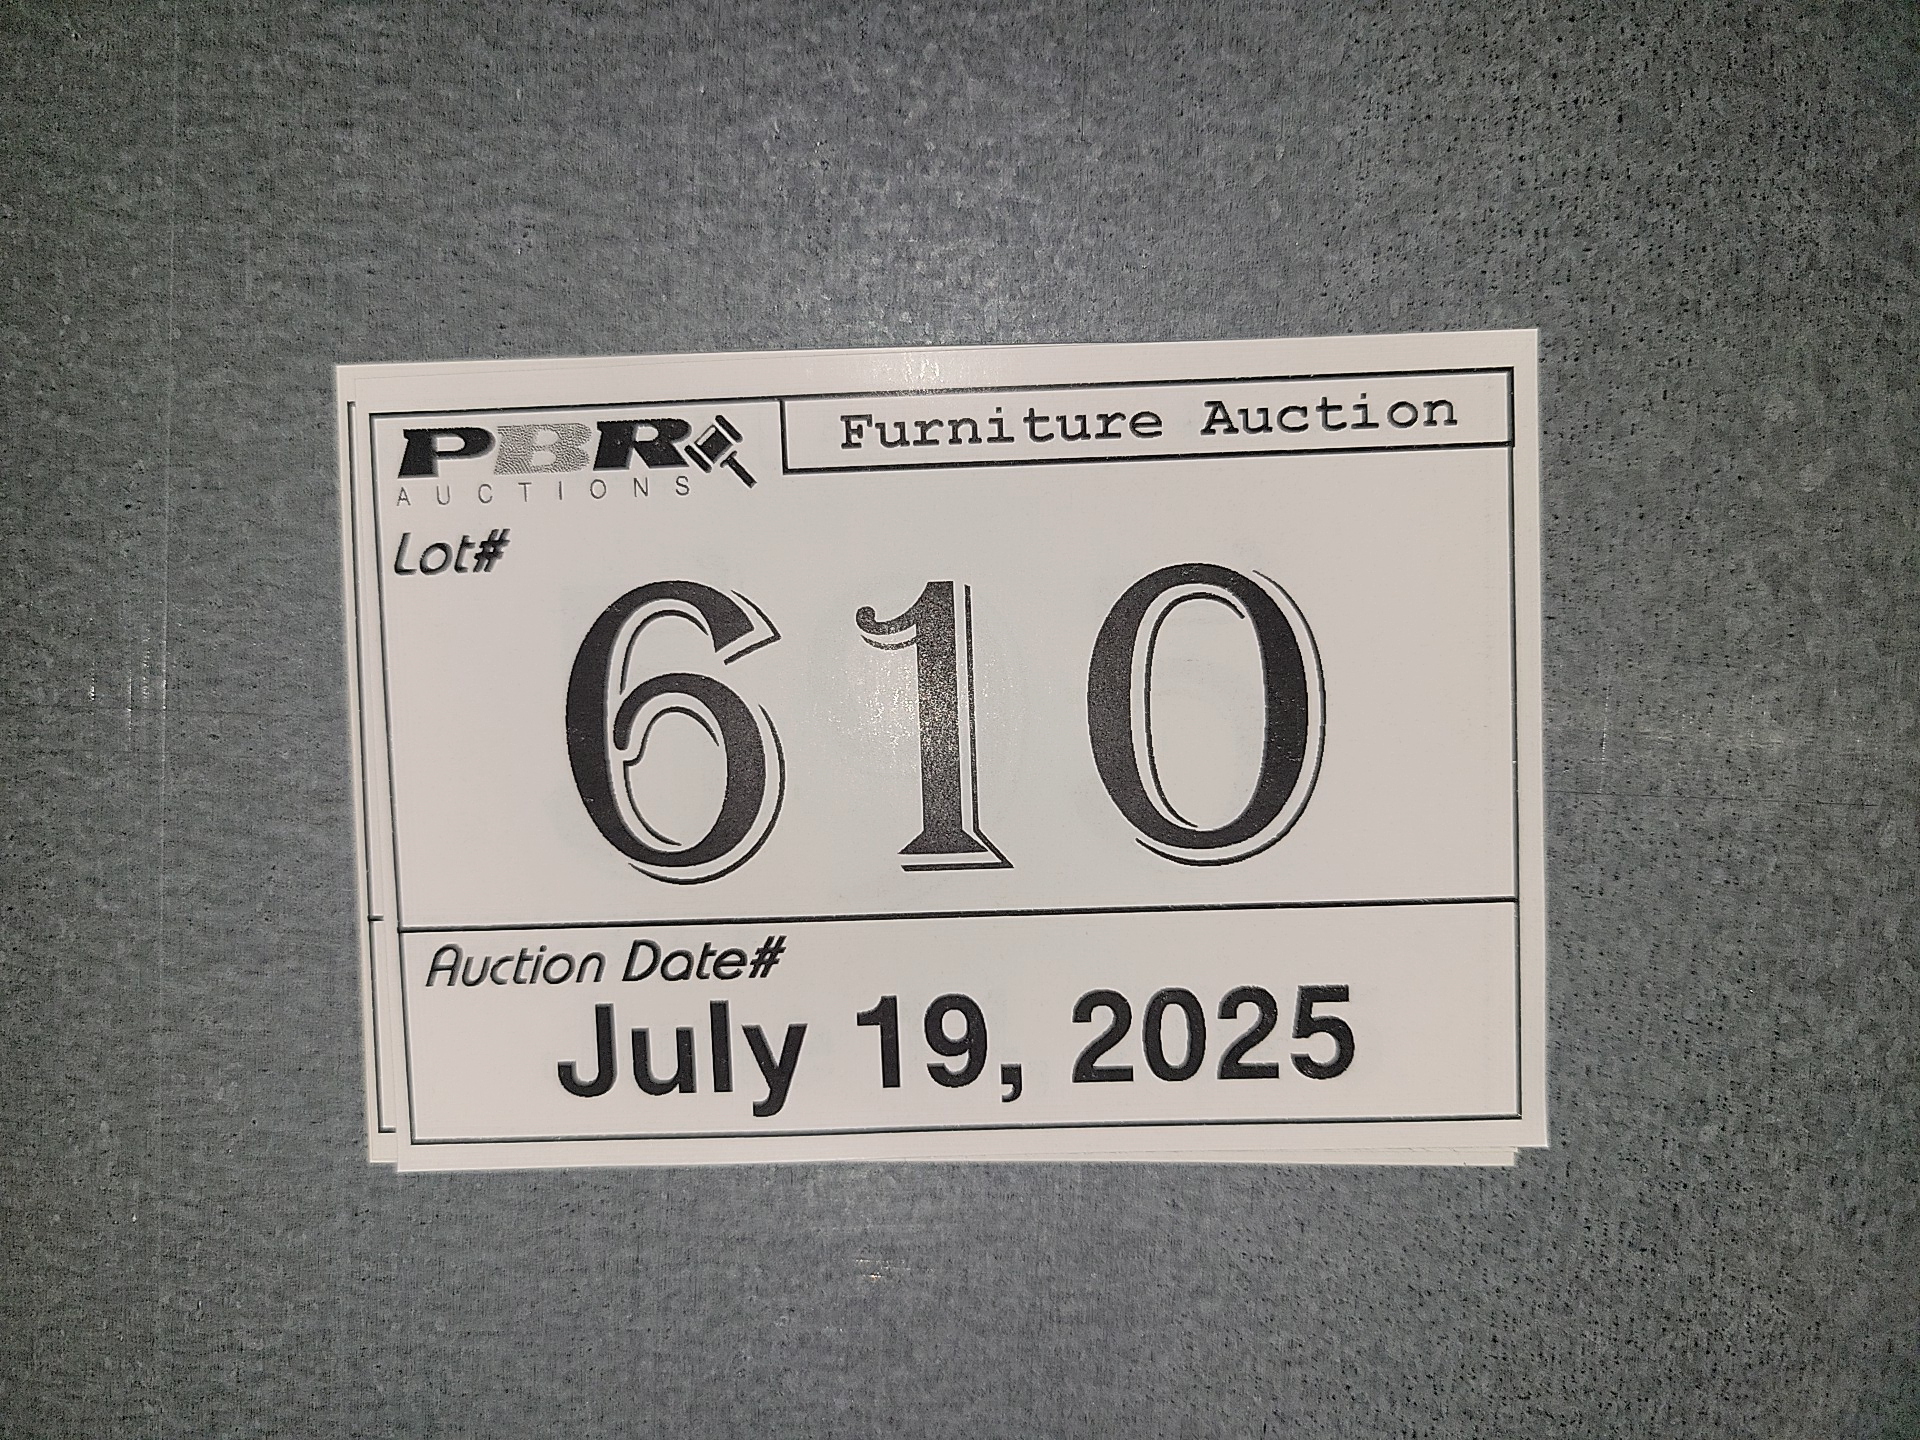 PBR
AUCTIONS
Furniture Auction
Lot#
610
Auction Date#
July 19, 2025